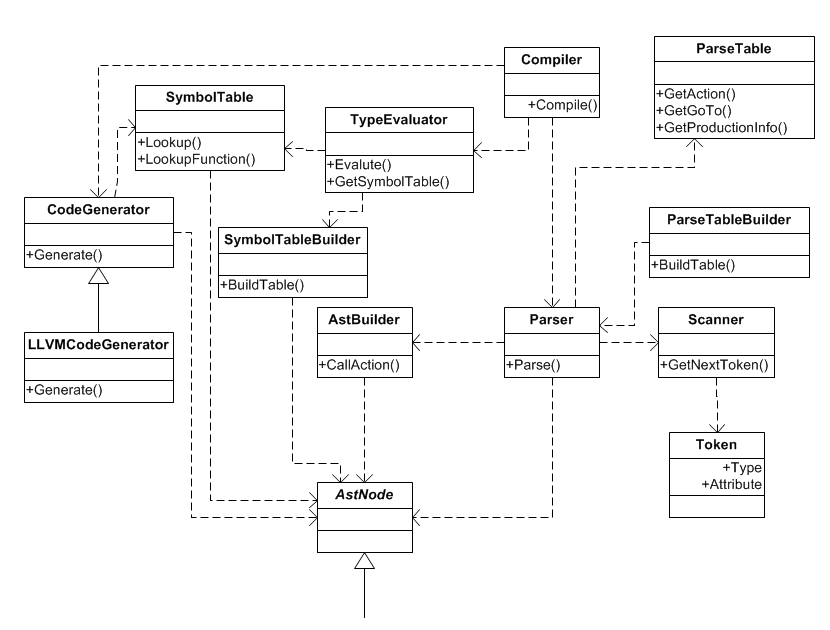 Compiler
+Compile()
ParseTable
+GetAction()
+GetGoTo()
+GetProductionInfo()
SymbolTable
+Lookup()
+LookupFunction()
TypeEvaluator
+Evalute()
+GetSymbolTable()
CodeGenerator
+Generate()
SymbolTableBuilder
+BuildTable()
ParseTableBuilder
+BuildTable()
LLVMCodeGenerator
+Generate()
AstBuilder
+CallAction()
Parser
+Parse()
Scanner
+GetNextToken()
Token
+Type
+Attribute
AstNode